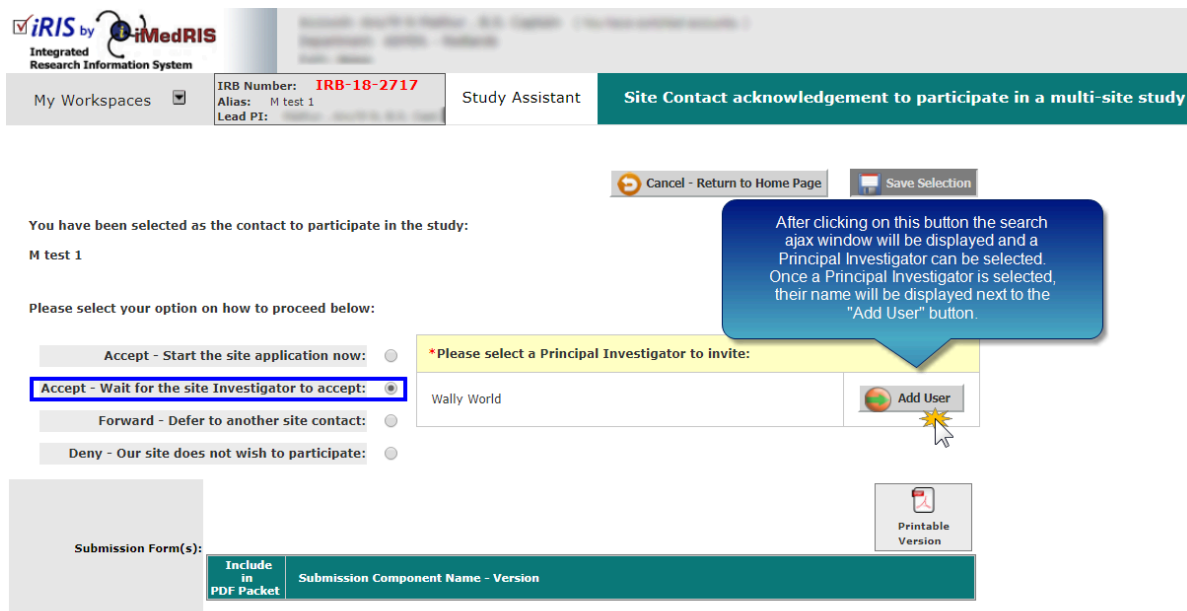 iRIS by iMedRIS
Integrated
Research Information System
My Workspaces
IRB Number: IRB-18-2717
Alias: M test 1
Lead PI:
Study Assistant
Site Contact acknowledgement to participate in a multi-site study
Cancel - Return to Home Page
Save Selection
You have been selected as the contact to participate in the study:
M test 1
After clicking on this button the search
ajax window will be displayed and a
Principal Investigator can be selected.
Once a Principal Investigator is selected,
their name will be displayed next to the
"Add User" button.
Please select your option on how to proceed below:
Accept - Start the site application now:
Accept - Wait for the site Investigator to accept:
Forward - Defer to another site contact:
Deny - Our site does not wish to participate:
*Please select a Principal Investigator to invite:
Wally World
Add User
Printable
Version
Submission Form(s):
Include
in
PDF Packet
Submission Component Name - Version